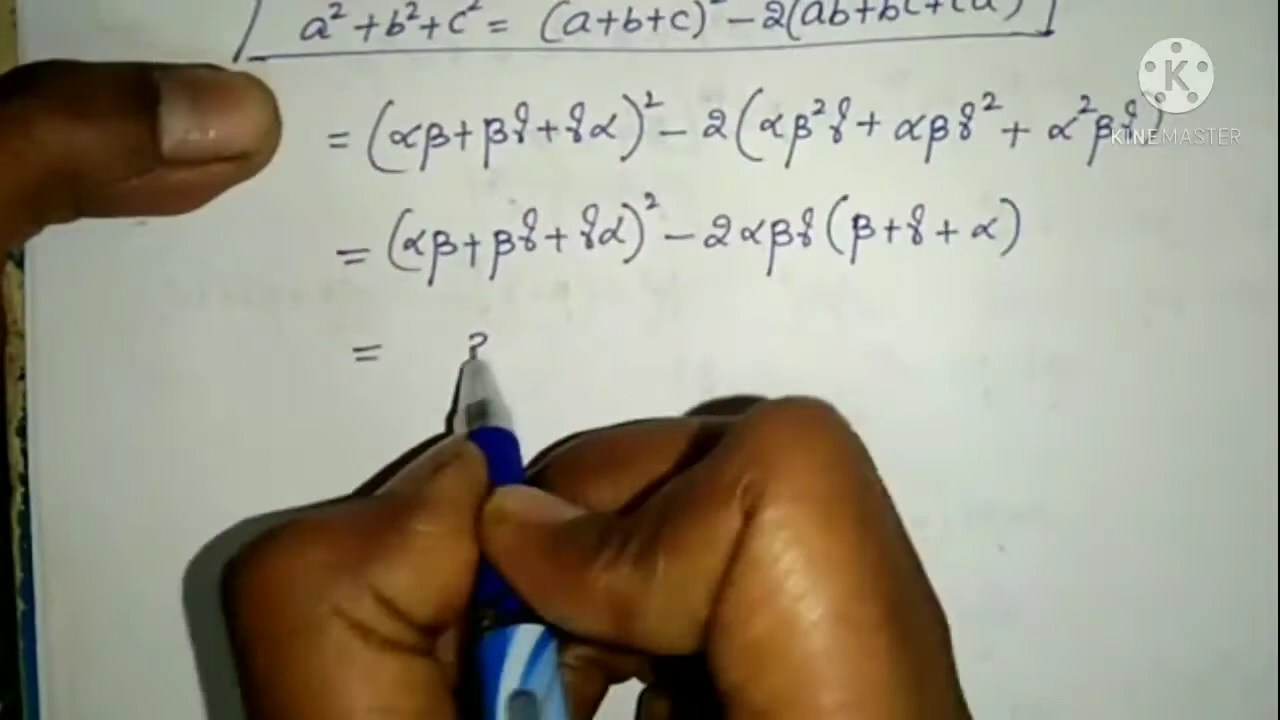 a² + b² + c² = (a+b+c)² − 2(ab+bc+ca)
= (αβ+βγ+γα)² − 2(αβ²γ + αβγ² + α²βγ)
= (αβ+βγ+γα)² − 2αβγ(β+γ+α)
=
K
KINEMASTER